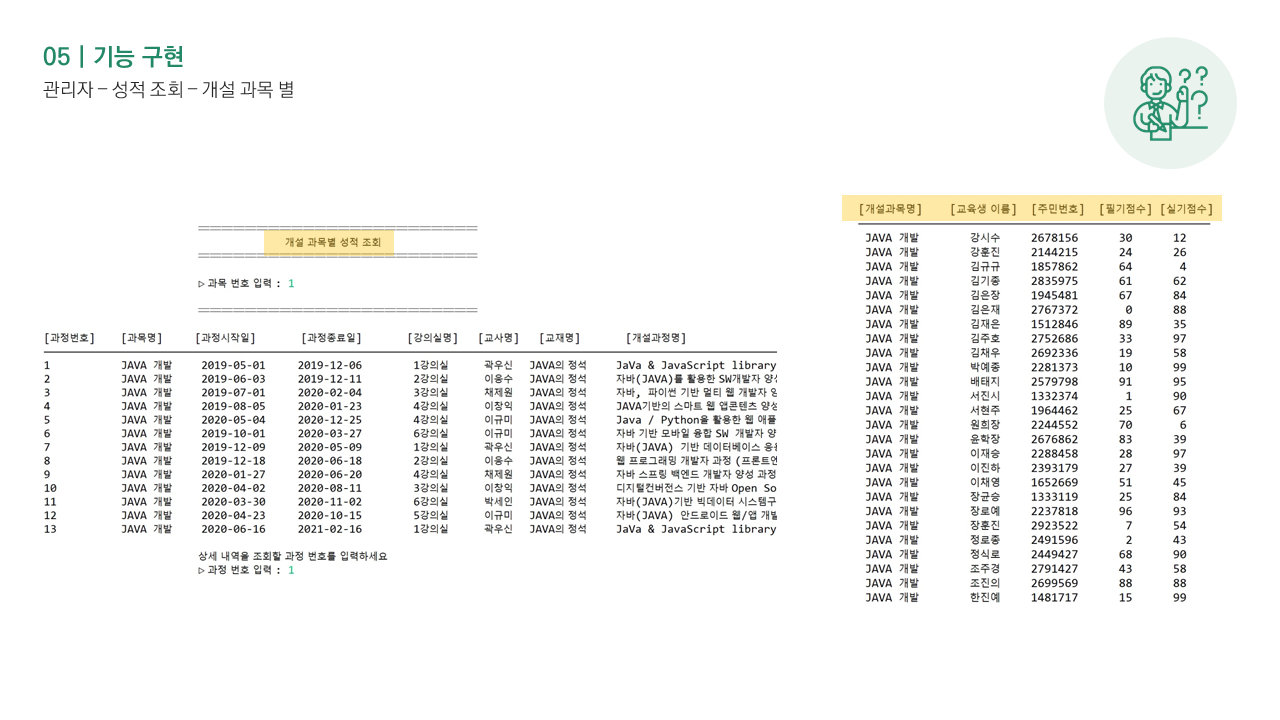 05 | 기능 구현
관리자 – 성적 조회 – 개설 과목 별
개설 과목별 성적 조회
▷ 과목 번호 입력 : 1
[과정번호] [과목명] [과정시작일] [과정종료일] [강의실명] [교사명] [교재명] [개설과정명]
1 JAVA 개발 2019-05-01 2019-12-06 1강의실 곽우신 JAVA의 정석 JaVa & JavaScript library
2 JAVA 개발 2019-06-03 2019-12-11 2강의실 이응수 JAVA의 정석 자바(JAVA)를 활용한 SW개발자 양성
3 JAVA 개발 2019-07-01 2020-02-04 3강의실 채제원 JAVA의 정석 자바, 파이썬 기반 멀티 웹 개발자 양
4 JAVA 개발 2019-08-05 2020-01-23 4강의실 이창익 JAVA의 정석 JAVA기반의 스마트 웹 앱콘텐츠 양성
5 JAVA 개발 2020-05-04 2020-12-25 4강의실 이규미 JAVA의 정석 Java / Python을 활용한 웹 애플
6 JAVA 개발 2019-10-01 2020-03-27 6강의실 이규미 JAVA의 정석 자바 기반 모바일 융합 SW 개발자 양
7 JAVA 개발 2019-12-09 2020-05-09 1강의실 곽우신 JAVA의 정석 자바(JAVA) 기반 데이터베이스 응용
8 JAVA 개발 2019-12-18 2020-06-18 2강의실 이응수 JAVA의 정석 웹 프로그래밍 개발자 과정 (프론트엔
9 JAVA 개발 2020-01-27 2020-06-20 4강의실 채제원 JAVA의 정석 자바 스프링 백엔드 개발자 양성 과정
10 JAVA 개발 2020-04-02 2020-08-11 3강의실 이창익 JAVA의 정석 디지털컨버전스 기반 자바 Open So
11 JAVA 개발 2020-03-30 2020-11-02 6강의실 박세인 JAVA의 정석 자바(JAVA)기반 빅데이터 시스템구
12 JAVA 개발 2020-04-23 2020-10-15 5강의실 이규미 JAVA의 정석 자바(JAVA) 안드로이드 웹/앱 개발
13 JAVA 개발 2020-06-16 2021-02-16 1강의실 곽우신 JAVA의 정석 JaVa & JavaScript library
상세 내역을 조회할 과정 번호를 입력하세요
▷ 과정 번호 입력 : 1
[개설과목명] [교육생 이름] [주민번호] [필기점수] [실기점수]
JAVA 개발 강시수 2678156 30 12
JAVA 개발 강훈진 2144215 24 26
JAVA 개발 김규규 1857862 64 4
JAVA 개발 김기종 2835975 61 62
JAVA 개발 김은장 1945481 67 84
JAVA 개발 김은재 2767372 0 88
JAVA 개발 김재은 1512846 89 35
JAVA 개발 김주호 2752686 33 97
JAVA 개발 김채우 2692336 19 58
JAVA 개발 박예종 2281373 10 99
JAVA 개발 배태지 2579798 91 95
JAVA 개발 서진시 1332374 1 90
JAVA 개발 서현주 1964462 25 67
JAVA 개발 원희장 2244552 70 6
JAVA 개발 윤학장 2676862 83 39
JAVA 개발 이재승 2288458 28 97
JAVA 개발 이진하 2393179 27 39
JAVA 개발 이채영 1652669 51 45
JAVA 개발 장균승 1333119 25 84
JAVA 개발 장로예 2237818 96 93
JAVA 개발 장훈진 2923522 7 54
JAVA 개발 정로종 2491596 2 43
JAVA 개발 정식로 2449427 68 90
JAVA 개발 조주경 2791427 43 58
JAVA 개발 조진의 2699569 88 88
JAVA 개발 한진예 1481717 15 99